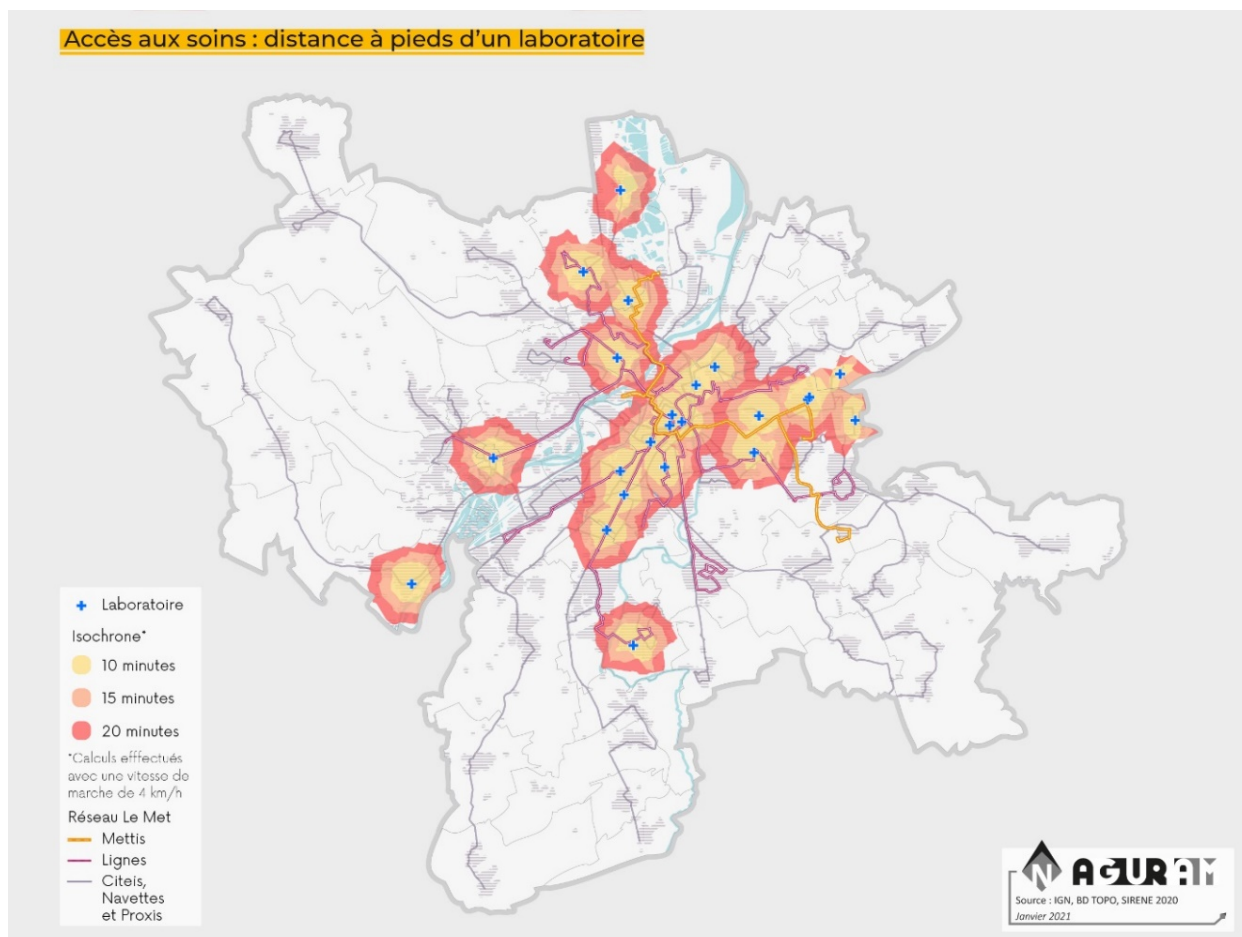 Accès aux soins : distance à pieds d'un laboratoire
Laboratoire
Isochrone*
10 minutes
15 minutes
20 minutes
*Calculs efffectués
avec une vitesse de
marche de 4 km/h
Réseau Le Met
Mettis
Lignes
Citeis,
Navettes
et Proxis
N AGURAM
Source : IGN, BD TOPO, SIRENE 2020
Janvier 2021